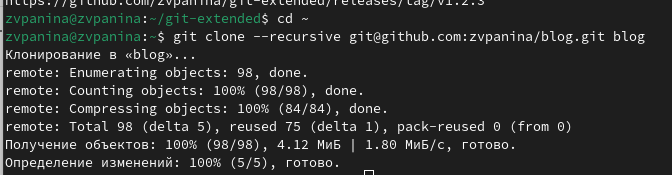 https://github.com/zvpanina/git-extended/releases/tag/v1.2.3
zvpanina@zvpanina:~/git-extended$ cd ~
zvpanina@zvpanina:~$ git clone --recursive git@github.com:zvpanina/blog.git blog
Клонирование в «blog»...
remote: Enumerating objects: 98, done.
remote: Counting objects: 100% (98/98), done.
remote: Compressing objects: 100% (84/84), done.
remote: Total 98 (delta 5), reused 75 (delta 1), pack-reused 0 (from 0)
Получение объектов: 100% (98/98), 4.12 МиБ | 1.80 МиБ/с, готово.
Определение изменений: 100% (5/5), готово.